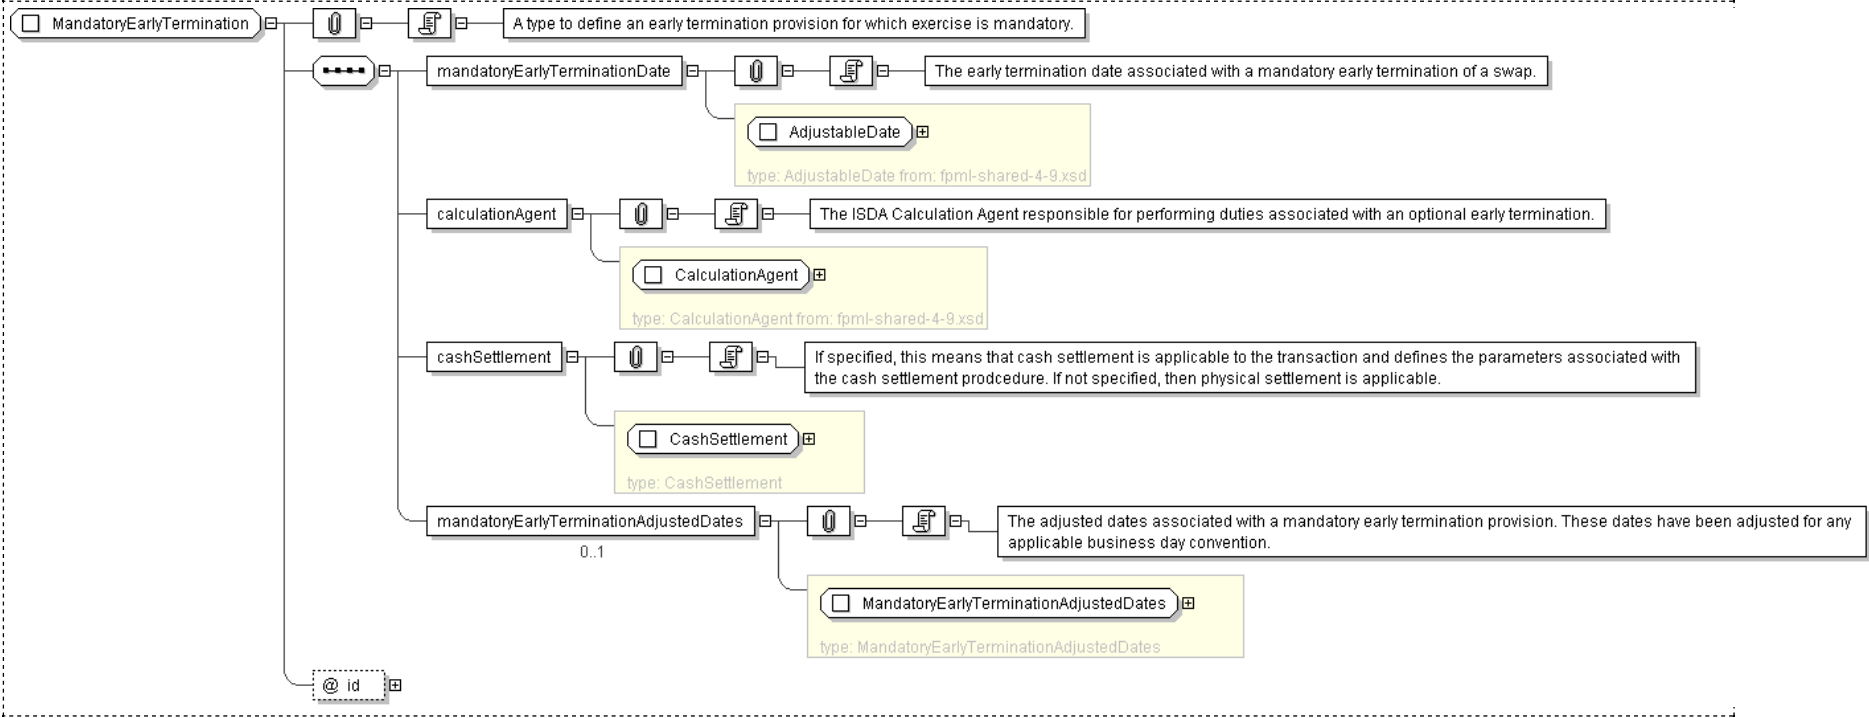 MandatoryEarlyTermination
A type to define an early termination provision for which exercise is mandatory.
mandatoryEarlyTerminationDate
The early termination date associated with a mandatory early termination of a swap.
AdjustableDate
type: AdjustableDate from: fpml-shared-4-9.xsd
calculationAgent
The ISDA Calculation Agent responsible for performing duties associated with an optional early termination.
CalculationAgent
type: CalculationAgent from: fpml-shared-4-9.xsd
cashSettlement
If specified, this means that cash settlement is applicable to the transaction and defines the parameters associated with
the cash settlement prodcedure. If not specified, then physical settlement is applicable.
CashSettlement
type: CashSettlement
mandatoryEarlyTerminationAdjustedDates
0..1
The adjusted dates associated with a mandatory early termination provision. These dates have been adjusted for any
applicable business day convention.
MandatoryEarlyTerminationAdjustedDates
type: MandatoryEarlyTerminationAdjustedDates
@ id